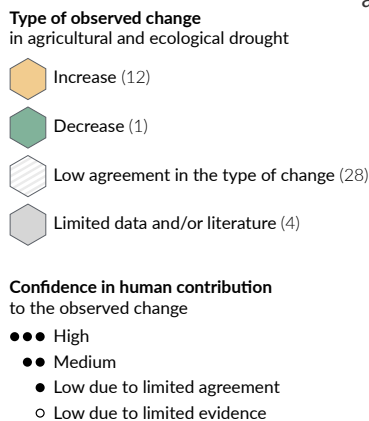 Type of observed change
in agricultural and ecological drought
Increase (12)
Decrease (1)
Low agreement in the type of change (28)
Limited data and/or literature (4)
Confidence in human contribution
to the observed change
●●● High
●● Medium
● Low due to limited agreement
○ Low due to limited evidence